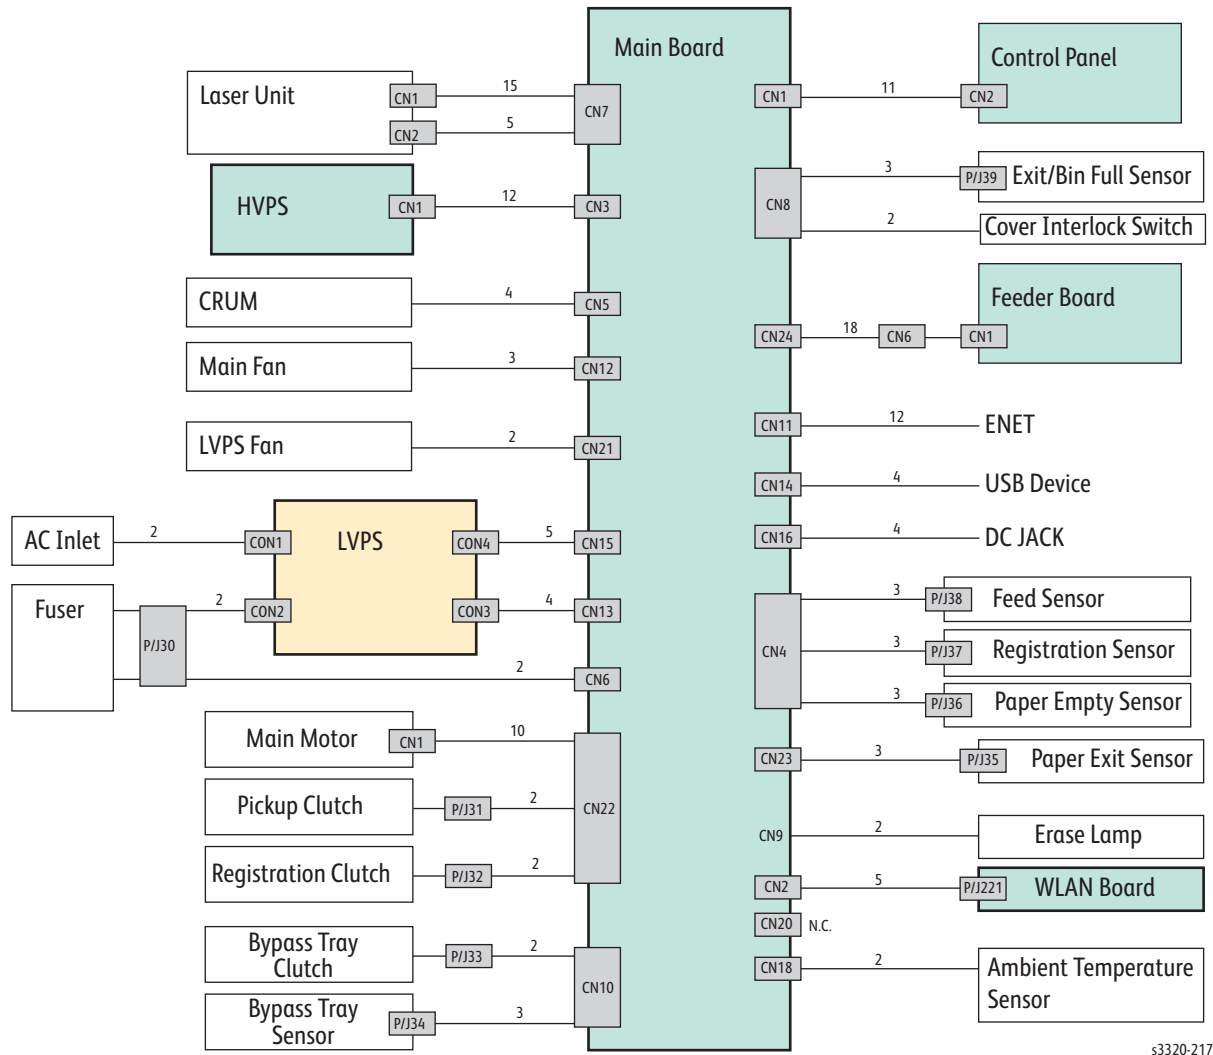 Main Board
Laser Unit
CN1
15
CN7
CN2
5
HVPS
CN1
12
CN3
CRUM
4
CN5
Main Fan
3
CN12
LVPS Fan
2
CN21
AC Inlet
2
CON1
LVPS
CON4
5
CN15
Fuser
P/J30
2
CON2
CON3
4
CN13
2
CN6
Main Motor
CN1
10
CN22
Pickup Clutch
P/J31
2
Registration Clutch
P/J32
2
Bypass Tray
Clutch
P/J33
2
CN10
Bypass Tray
Sensor
P/J34
3
CN1
11
CN2
Control Panel
CN8
3
P/J39
Exit/Bin Full Sensor
2
Cover Interlock Switch
CN24
18
CN6
CN1
Feeder Board
CN11
12
ENET
CN14
4
USB Device
CN16
4
DC JACK
CN4
3
P/J38
Feed Sensor
3
P/J37
Registration Sensor
3
P/J36
Paper Empty Sensor
CN23
3
P/J35
Paper Exit Sensor
CN9
2
Erase Lamp
CN2
5
P/J221
WLAN Board
CN20
N.C.
CN18
2
Ambient Temperature
Sensor
s3320-217